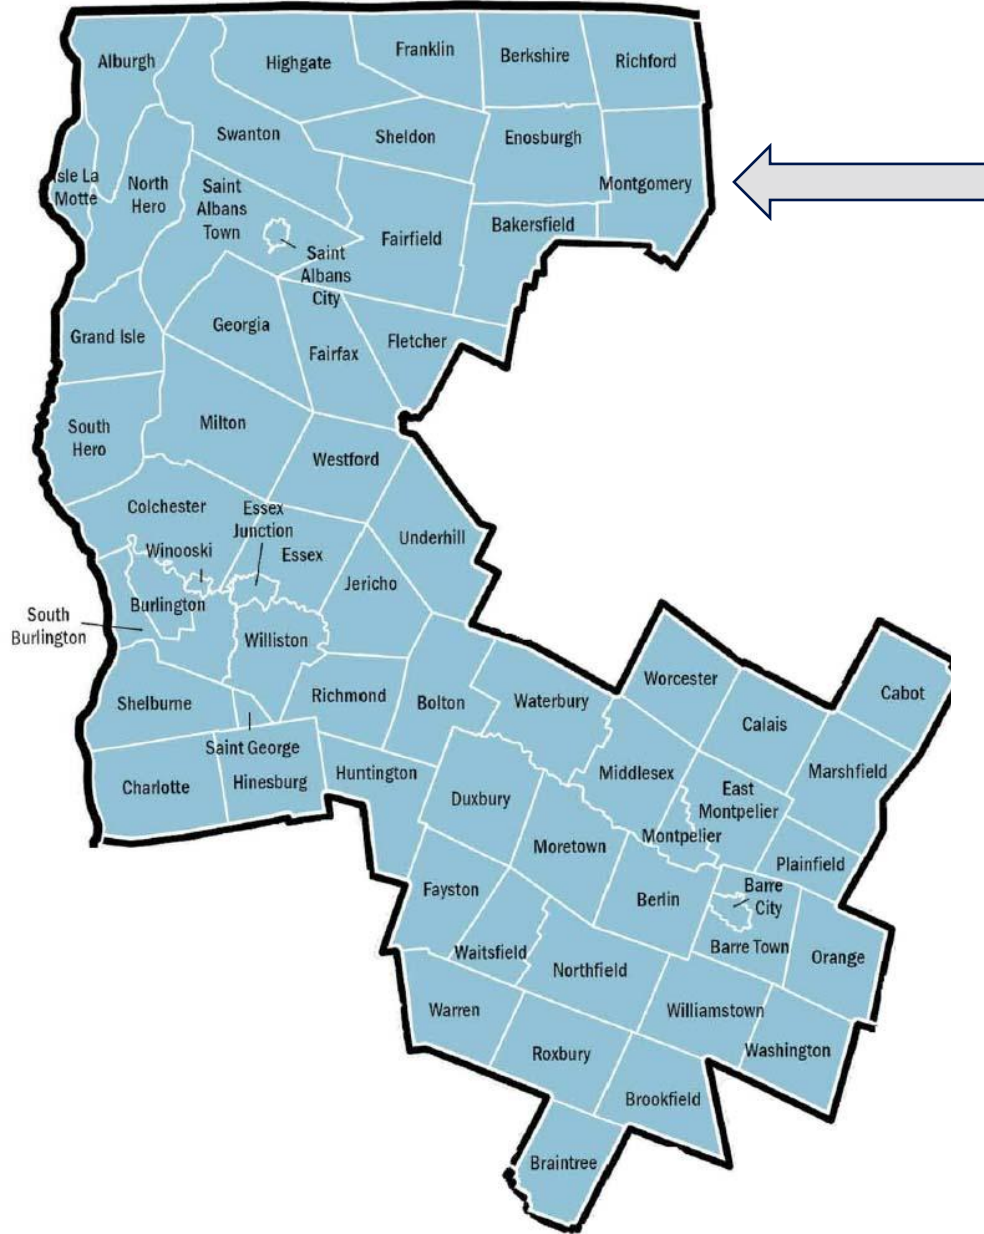 Alburgh
Highgate
Franklin
Berkshire
Richford
Swanton
Sheldon
Enosburgh
Isle La
Motte
North
Hero
Saint
Albans
Town
Montgomery
Saint
Albans
City
Fairfield
Bakersfield
Grand Isle
Georgia
Fairfax
Fletcher
South
Hero
Milton
Westford
Colchester
Essex
Junction
Winooski
Essex
Underhill
Jericho
South
Burlington
Burlington
Williston
Shelburne
Richmond
Bolton
Waterbury
Worcester
Cabot
Calais
Saint George
Charlotte
Hinesburg
Huntington
Duxbury
Middlesex
East
Montpelier
Marshfield
Montpelier
Moretown
Plainfield
Fayston
Berlin
Barre
City
Waitsfield
Northfield
Barre Town
Orange
Warren
Williamstown
Roxbury
Washington
Brookfield
Braintree